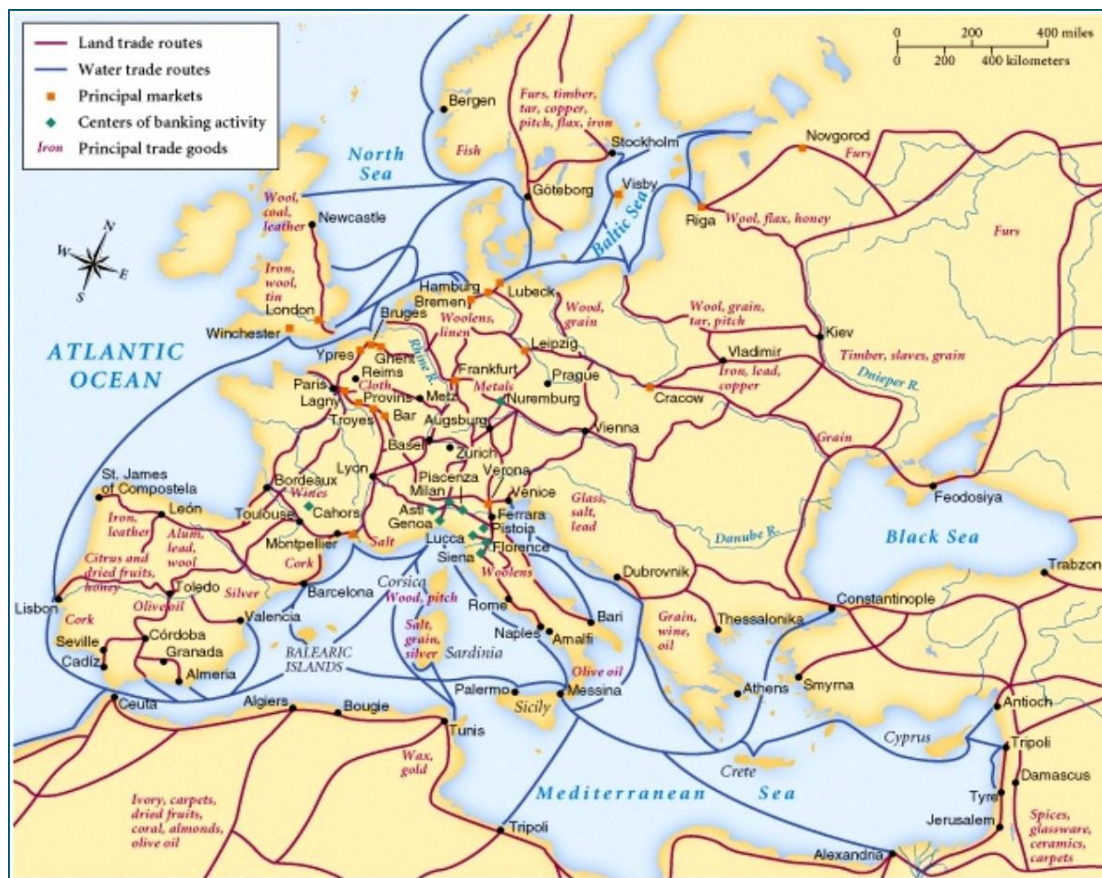 Land trade routes
Water trade routes
Principal markets
Centers of banking activity
Iron Principal trade goods
0 200 400 miles
0 200 400 kilometers
N
W
E
S
Bergen
Furs, timber,
tar, copper,
pitch, flax, iron
Stockholm
Novgorod
Furs
North
Sea
Fish
Visby
Göteborg
Riga
Baltic Sea
Wool, flax, honey
Furs
Wool,
coal,
leather
Newcastle
Iron,
wool,
tin
London
Winchester
Hamburg
Bremen
Lubeck
Bruges
Woolens,
linen
Wood,
grain
Wool, grain,
tar, pitch
Kiev
ATLANTIC
OCEAN
Ypres
Ghent
Rhine R.
Leipzig
Vladimir
Timber, slaves, grain
Reims
Frankfurt
Prague
Iron, lead,
copper
Dnieper R.
Paris
Cloth
Metals
Lagny
Provins
Metz
Nuremburg
Cracow
Troyes
Bar
Augsburg
Vienna
Grain
Basel
Zurich
Lyon
Piacenza
Verona
Milan
Venice
Feodosiya
St. James
of Compostela
Bordeaux
Wines
Asti
Ferrara
Glass,
salt,
lead
León
Cahors
Genoa
Pistoia
Iron,
leather
Toulouse
Lucca
Florence
Danube R.
Black Sea
Alum,
lead,
wool
Montpellier
Salt
Siena
Trabzon
Citrus and
dried fruits,
honey
Cork
Woolens
Dubrovnik
Corsica
Wood, pitch
Toledo
Silver
Barcelona
Rome
Constantinople
Lisbon
Olive oil
Valencia
Bari
Thessalonika
Cork
Salt,
grain,
silver
Naples
Amalfi
Grain,
wine,
oil
Seville
Córdoba
BALEARIC
ISLANDS
Sardinia
Cadiz
Granada
Olive oil
Almeria
Palermo
Messina
Athens
Smyrna
Ceuta
Algiers
Bougie
Sicily
Antioch
Tunis
Cyprus
Crete
Tripoli
Wax,
gold
Damascus
Mediterranean Sea
Tyre
Ivory, carpets,
dried fruits,
coral, almonds,
olive oil
Jerusalem
Tripoli
Spices,
glassware,
ceramics,
carpets
Alexandria